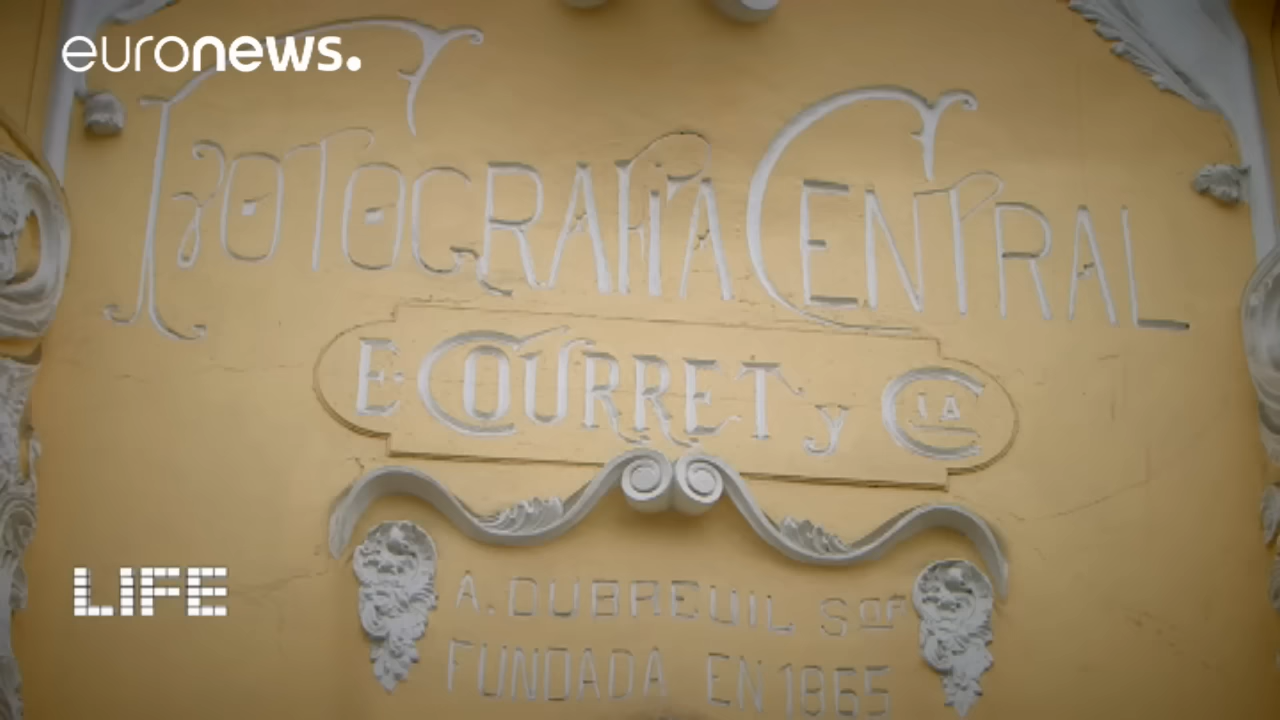 euronews.
FOTOGRAFIA CENTRAL
E. COURRET y CIA
A. DUBREUIL Sor
FUNDADA EN 1865
LIFE